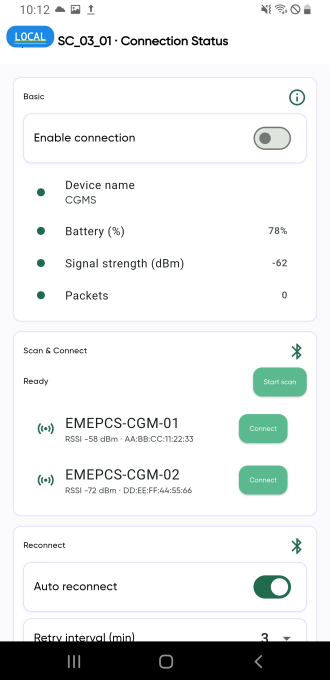 10:12
LOCAL
SC_03_01 · Connection Status
Basic
Enable connection
Device name
CGMS
Battery (%)
78%
Signal strength (dBm)
-62
Packets
0
Scan & Connect
Ready
Start scan
EMEPCS-CGM-01
RSSI -58 dBm · AA:BB:CC:11:22:33
Connect
EMEPCS-CGM-02
RSSI -72 dBm · DD:EE:FF:44:55:66
Connect
Reconnect
Auto reconnect
Retry interval (min)
3